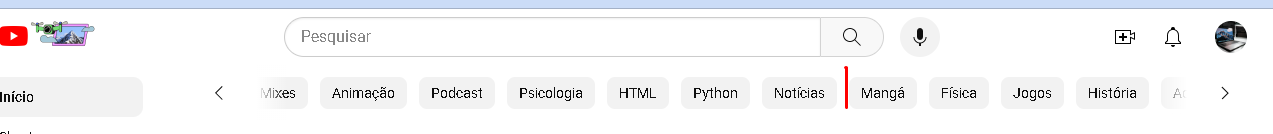 Pesquisar
Início
Mixes Animação Podcast Psicologia HTML Python Notícias Mangá Física Jogos História